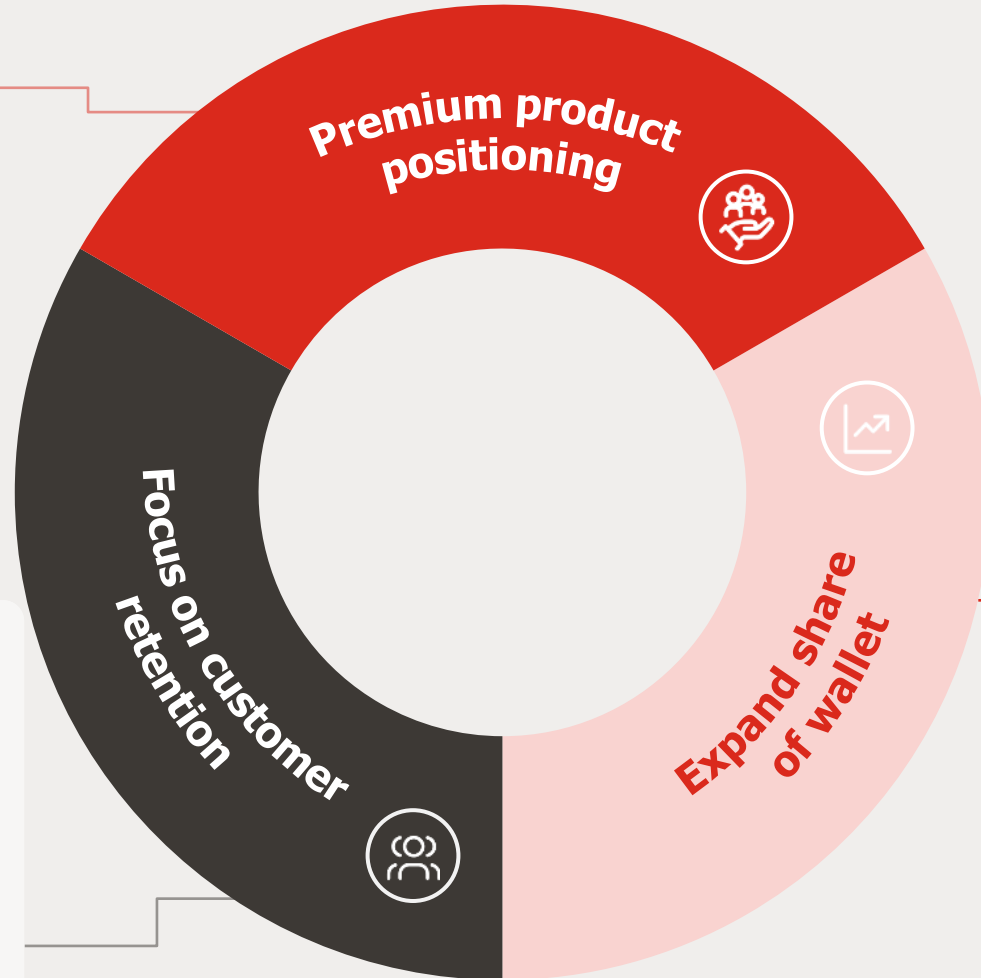 Premium product
positioning
Expand share
of wallet
Focus on customer
retention